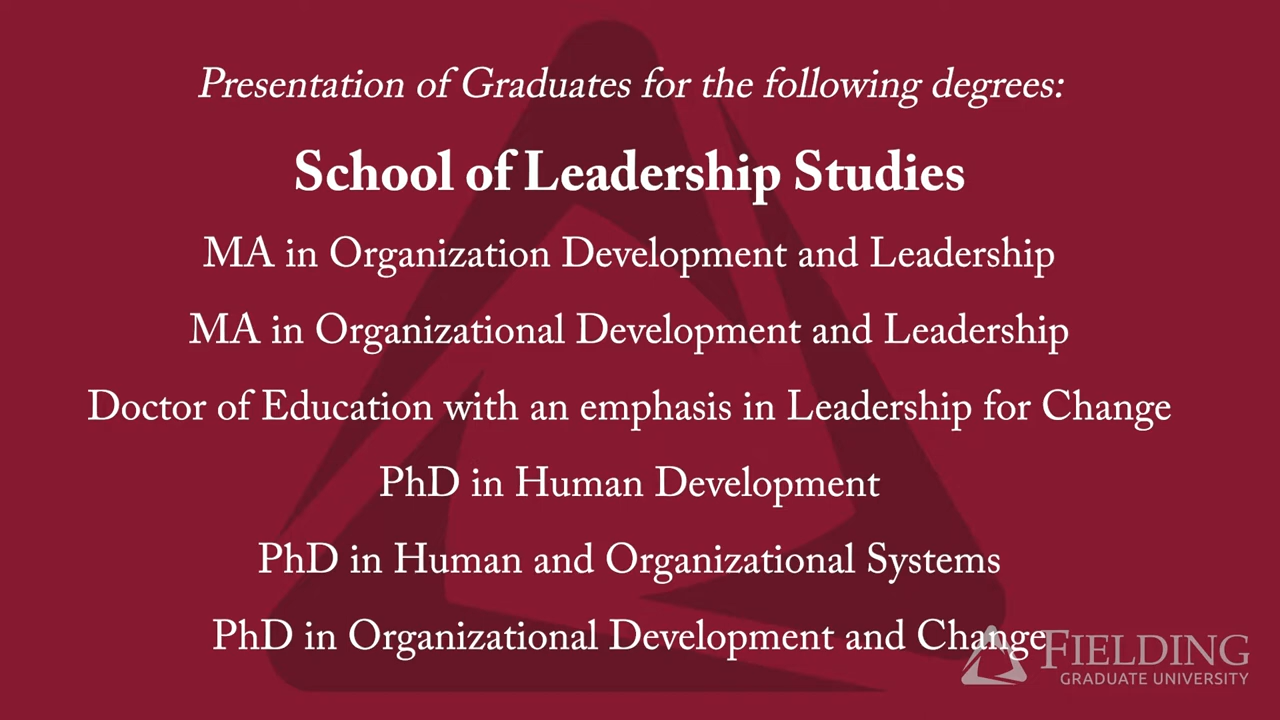 Presentation of Graduates for the following degrees:
School of Leadership Studies
MA in Organization Development and Leadership
MA in Organizational Development and Leadership
Doctor of Education with an emphasis in Leadership for Change
PhD in Human Development
PhD in Human and Organizational Systems
PhD in Organizational Development and Change
FIELDING
GRADUATE UNIVERSITY